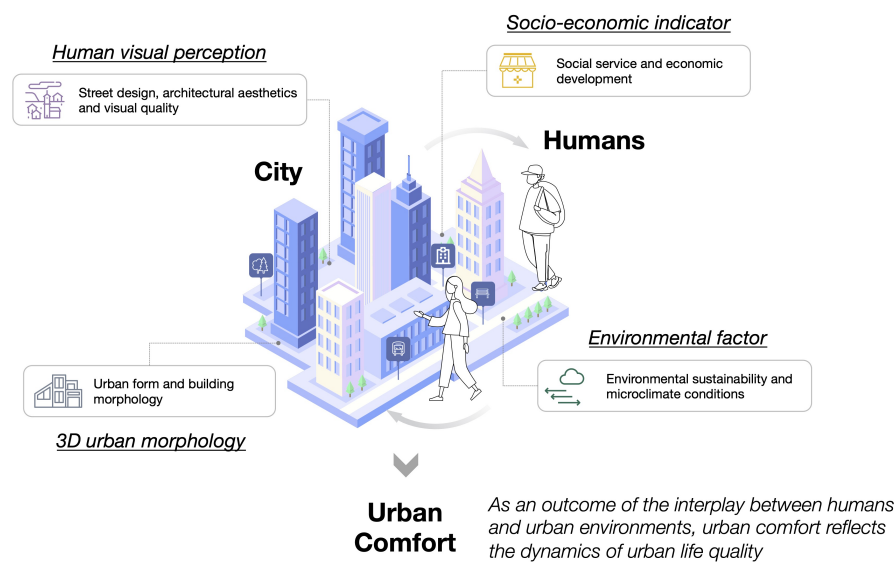 Socio-economic indicator
Human visual perception
Social service and economic
development
Street design, architectural aesthetics
and visual quality
Humans
City
Environmental factor
Urban form and building
morphology
Environmental sustainability and
microclimate conditions
3D urban morphology
Urban
Comfort
As an outcome of the interplay between humans
and urban environments, urban comfort reflects
the dynamics of urban life quality